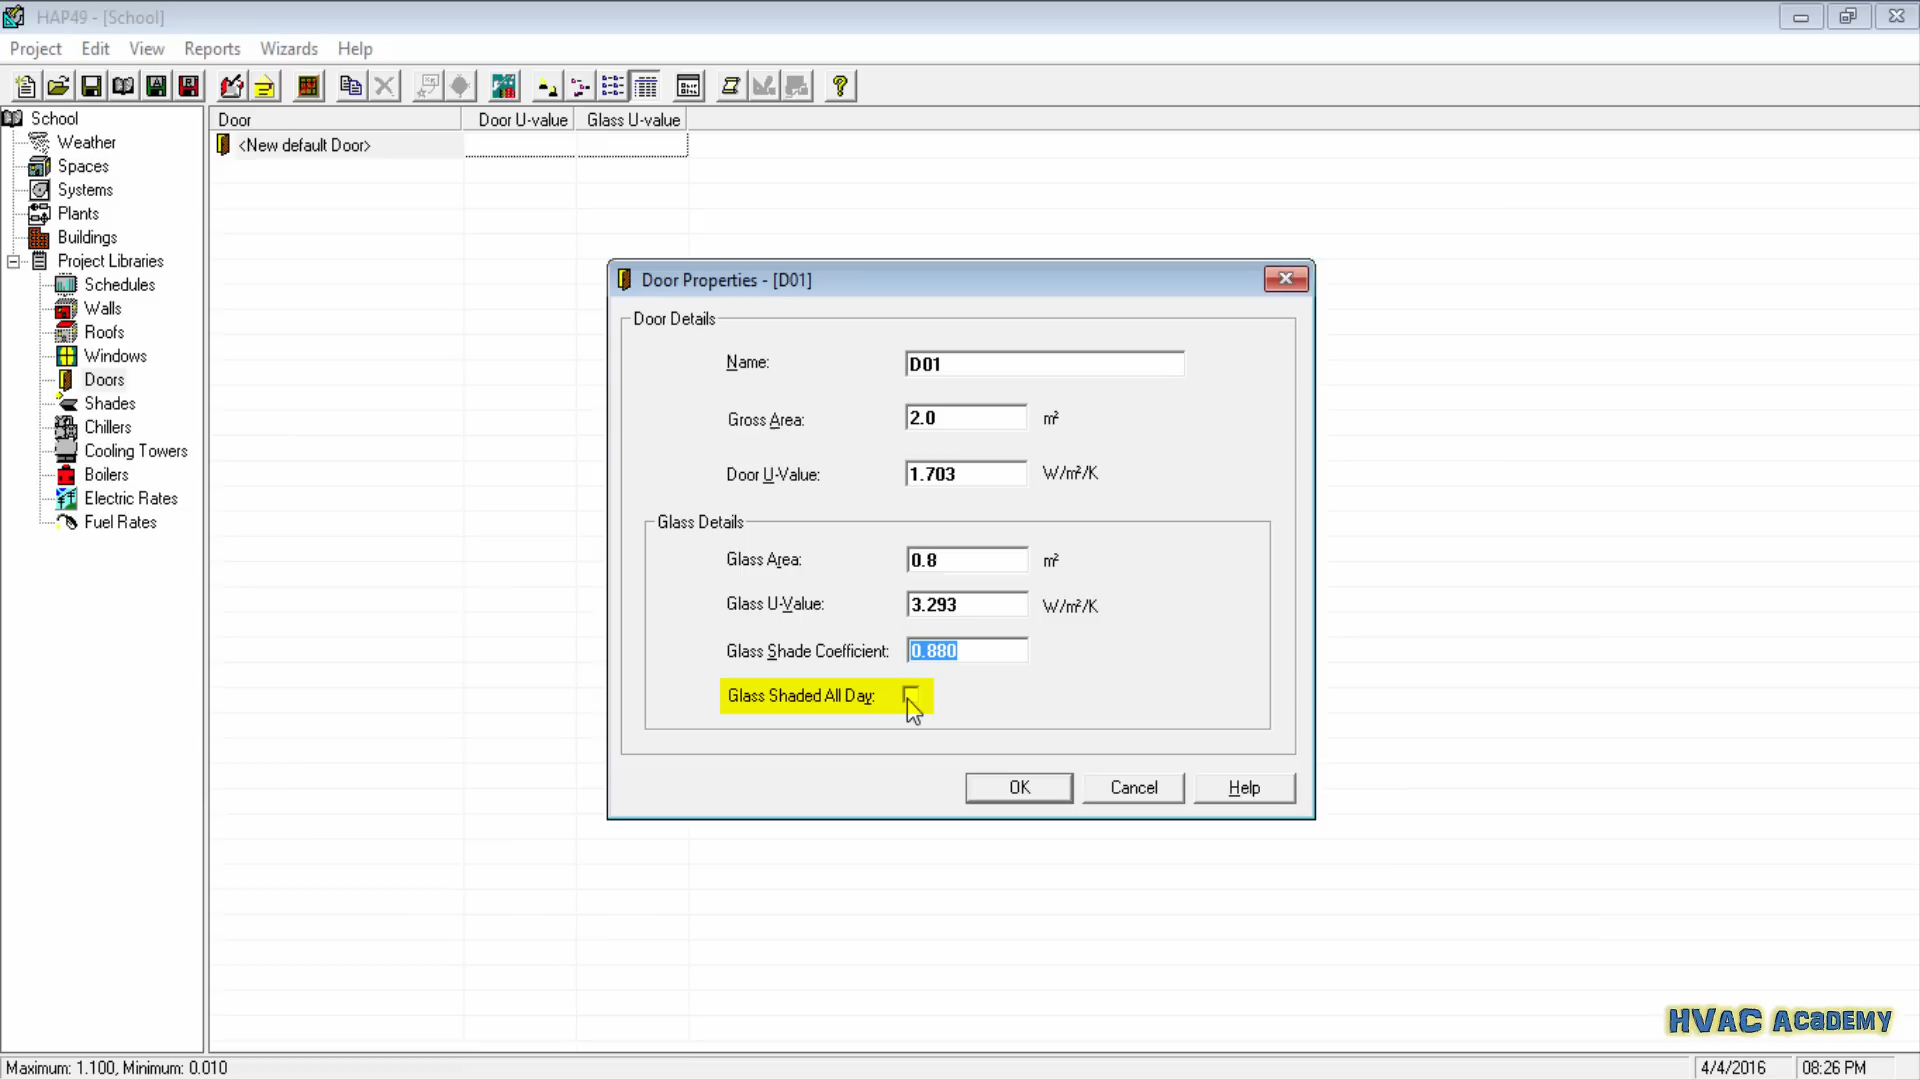 HAP49 - [School]
Project Edit View Reports Wizards Help
School
Weather
Spaces
Systems
Plants
Buildings
Project Libraries
Schedules
Walls
Roofs
Windows
Doors
Shades
Chillers
Cooling Towers
Boilers
Electric Rates
Fuel Rates
Door Door U-value Glass U-value
<New default Door>
Door Properties - [D01]
Door Details
Name: D01
Gross Area: 2.0 m²
Door U-Value: 1.703 W/m²/K
Glass Details
Glass Area: 0.8 m²
Glass U-Value: 3.293 W/m²/K
Glass Shade Coefficient: 0.880
Glass Shaded All Day:
OK Cancel Help
HVAC Academy
Maximum: 1.100, Minimum: 0.010 4/4/2016 08:26 PM